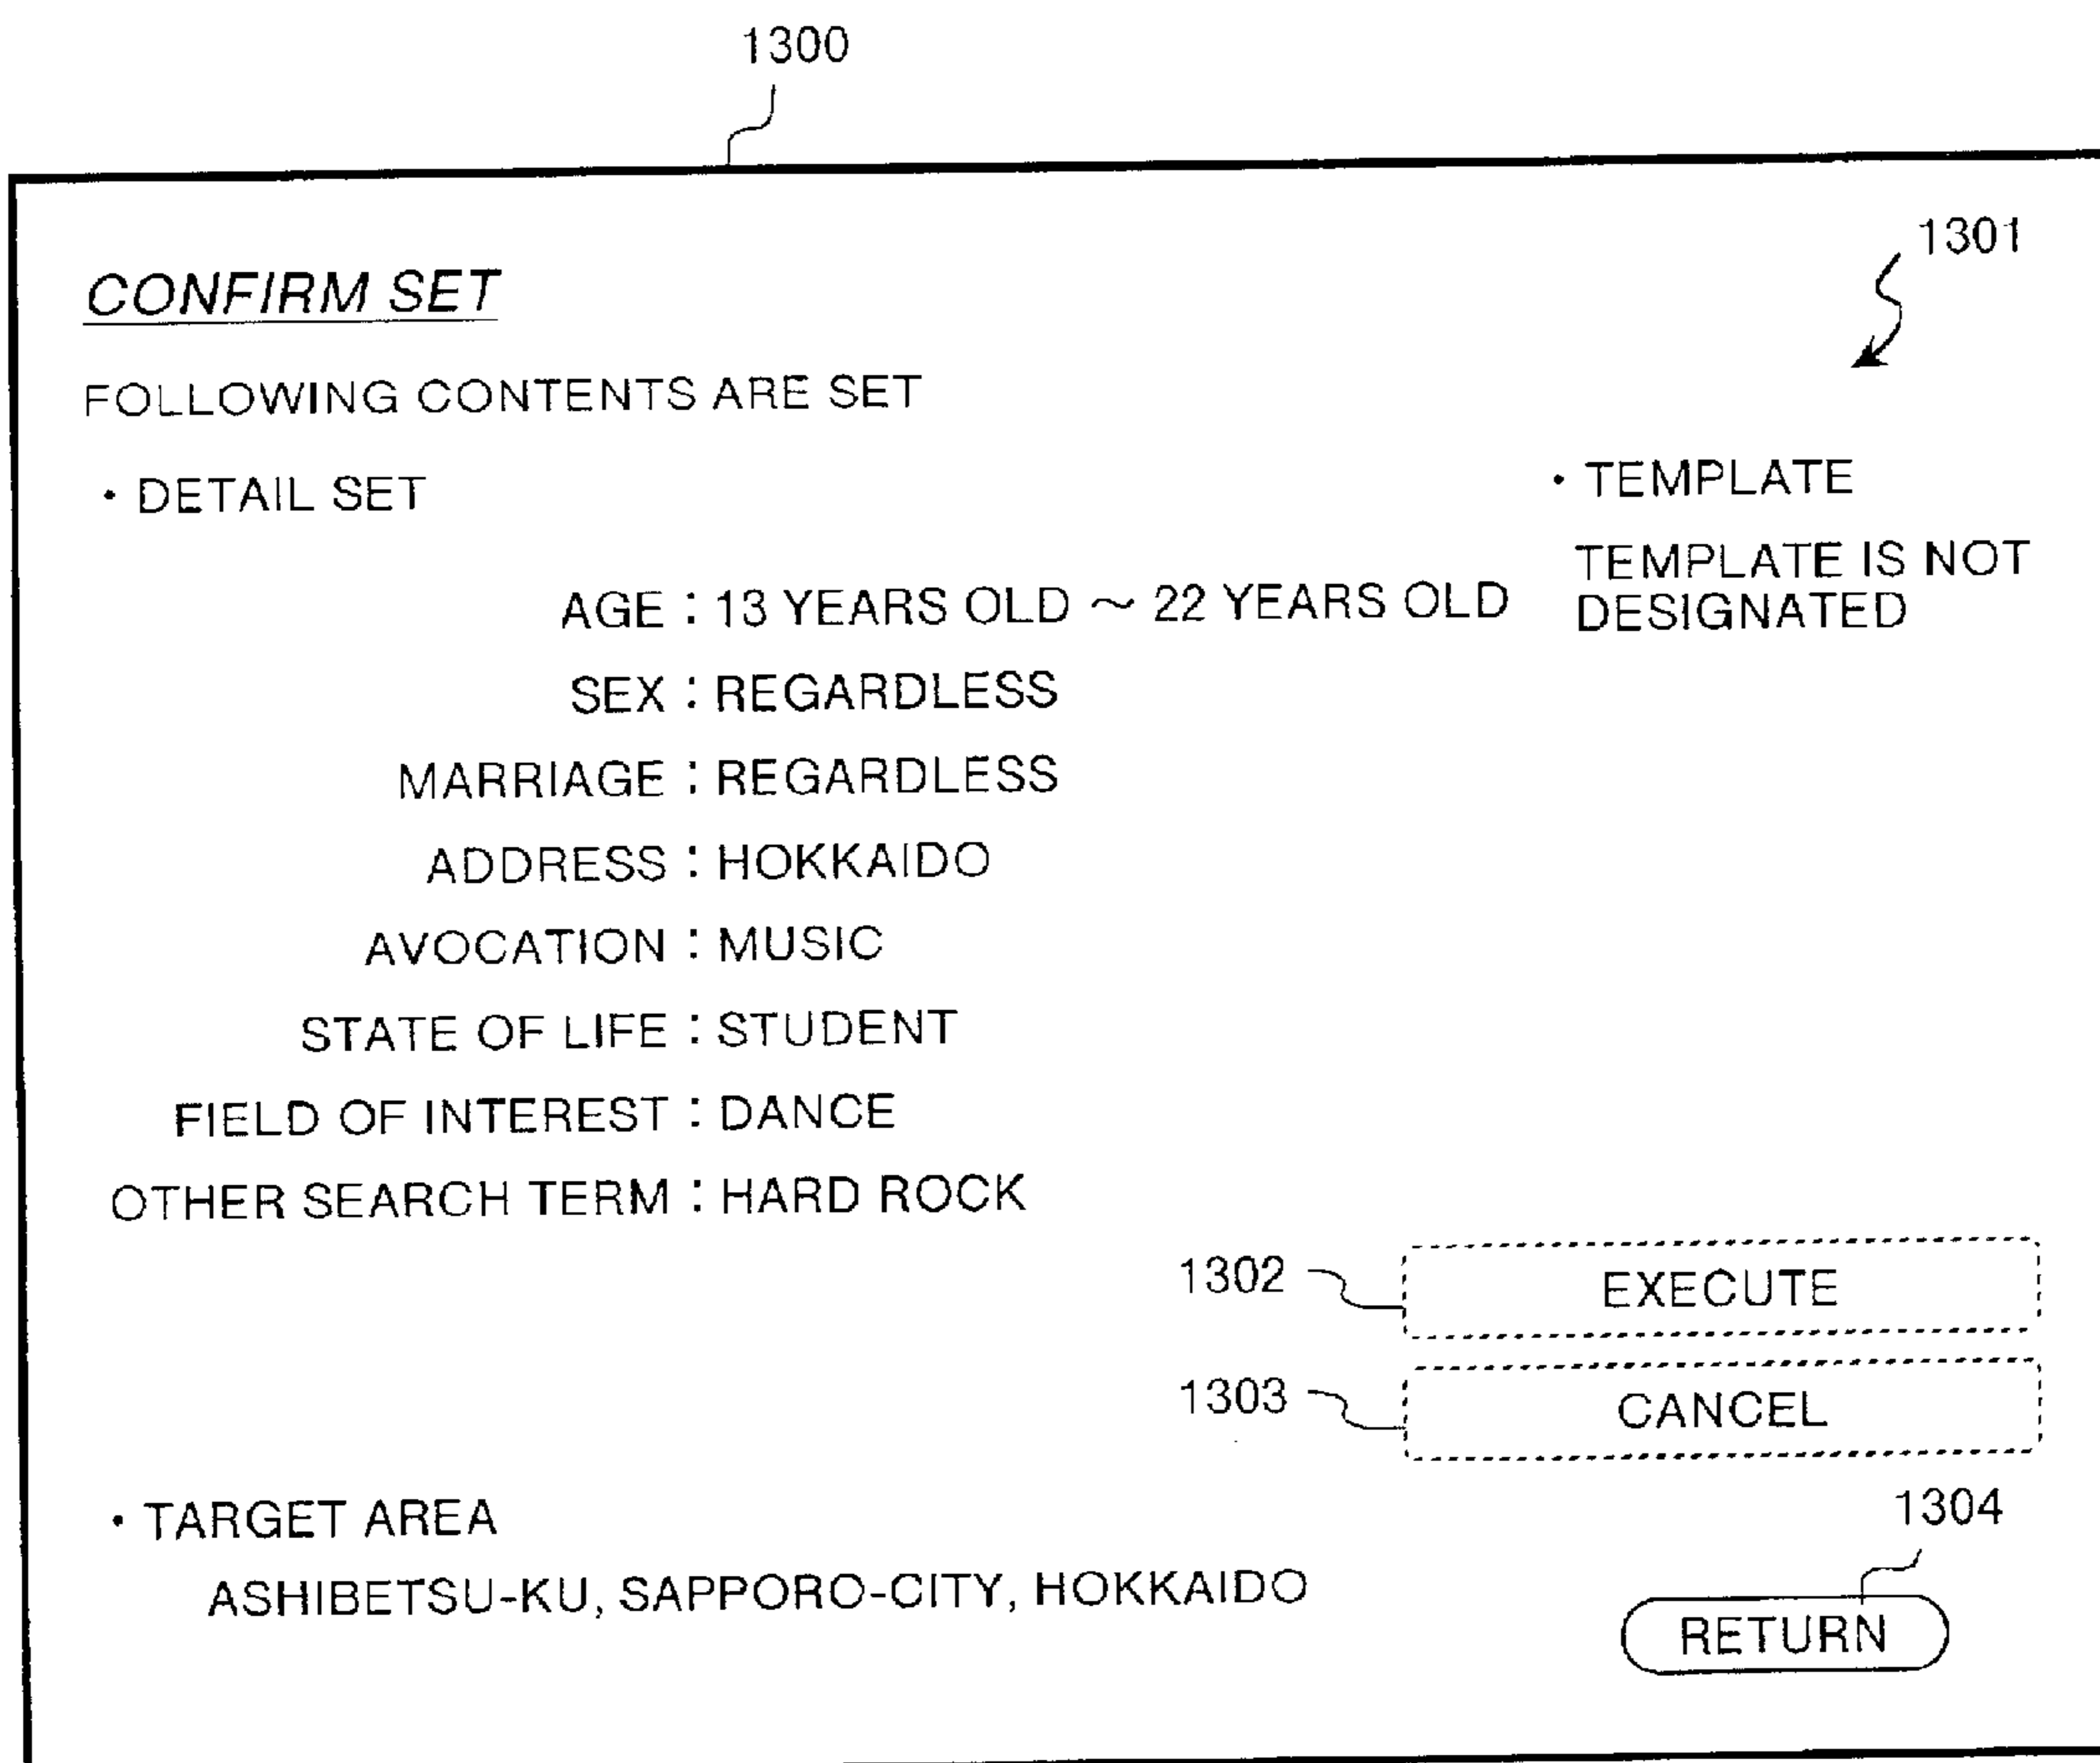 1300
1301
CONFIRM SET
FOLLOWING CONTENTS ARE SET
・DETAIL SET
AGE : 13 YEARS OLD ~ 22 YEARS OLD
SEX : REGARDLESS
MARRIAGE : REGARDLESS
ADDRESS : HOKKAIDO
AVOCATION : MUSIC
STATE OF LIFE : STUDENT
FIELD OF INTEREST : DANCE
OTHER SEARCH TERM : HARD ROCK
・TEMPLATE
TEMPLATE IS NOT
DESIGNATED
1302
EXECUTE
1303
CANCEL
・TARGET AREA
ASHIBETSU-KU, SAPPORO-CITY, HOKKAIDO
1304
RETURN